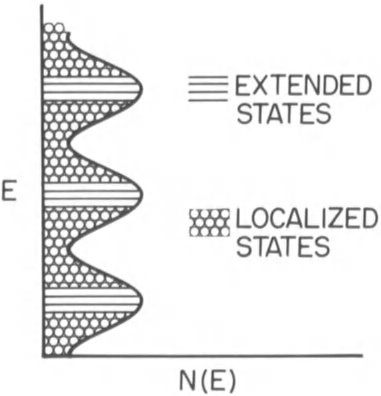 EXTENDED
STATES
E
LOCALIZED
STATES
N(E)